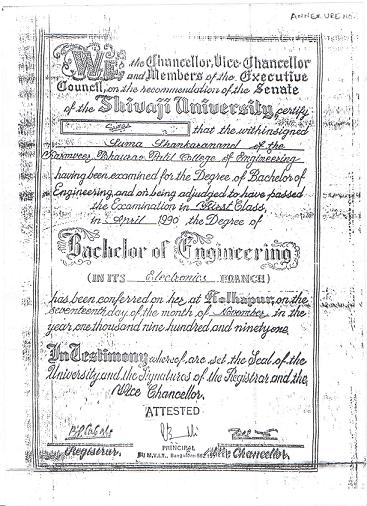 ANNEXURE NO.
We, the Chancellor, Vice-Chancellor
and Members of the Executive
Council, on the recommendation of the Senate
of the Shivaji University, certify
that the withinsigned
Suma Shankaranand of the
Karmveer Bhaurao Patil College of Engineering
having been examined for the Degree of Bachelor of
Engineering, and on being adjudged to have passed
the Examination in First Class,
in April 1990 the Degree of
Bachelor of Engineering
(IN ITS Electronics BRANCH)
has been conferred on her, at Kolhapur, on the
seventeenth day of the month of November in the
year one thousand nine hundred and ninetyone.
In Testimony whereof, are set the Seal of the
University, and the Signatures of the Registrar and the
Vice Chancellor.
ATTESTED
Registrar.
PRINCIPAL
Chancellor.
M.V.I.T., Bangalore